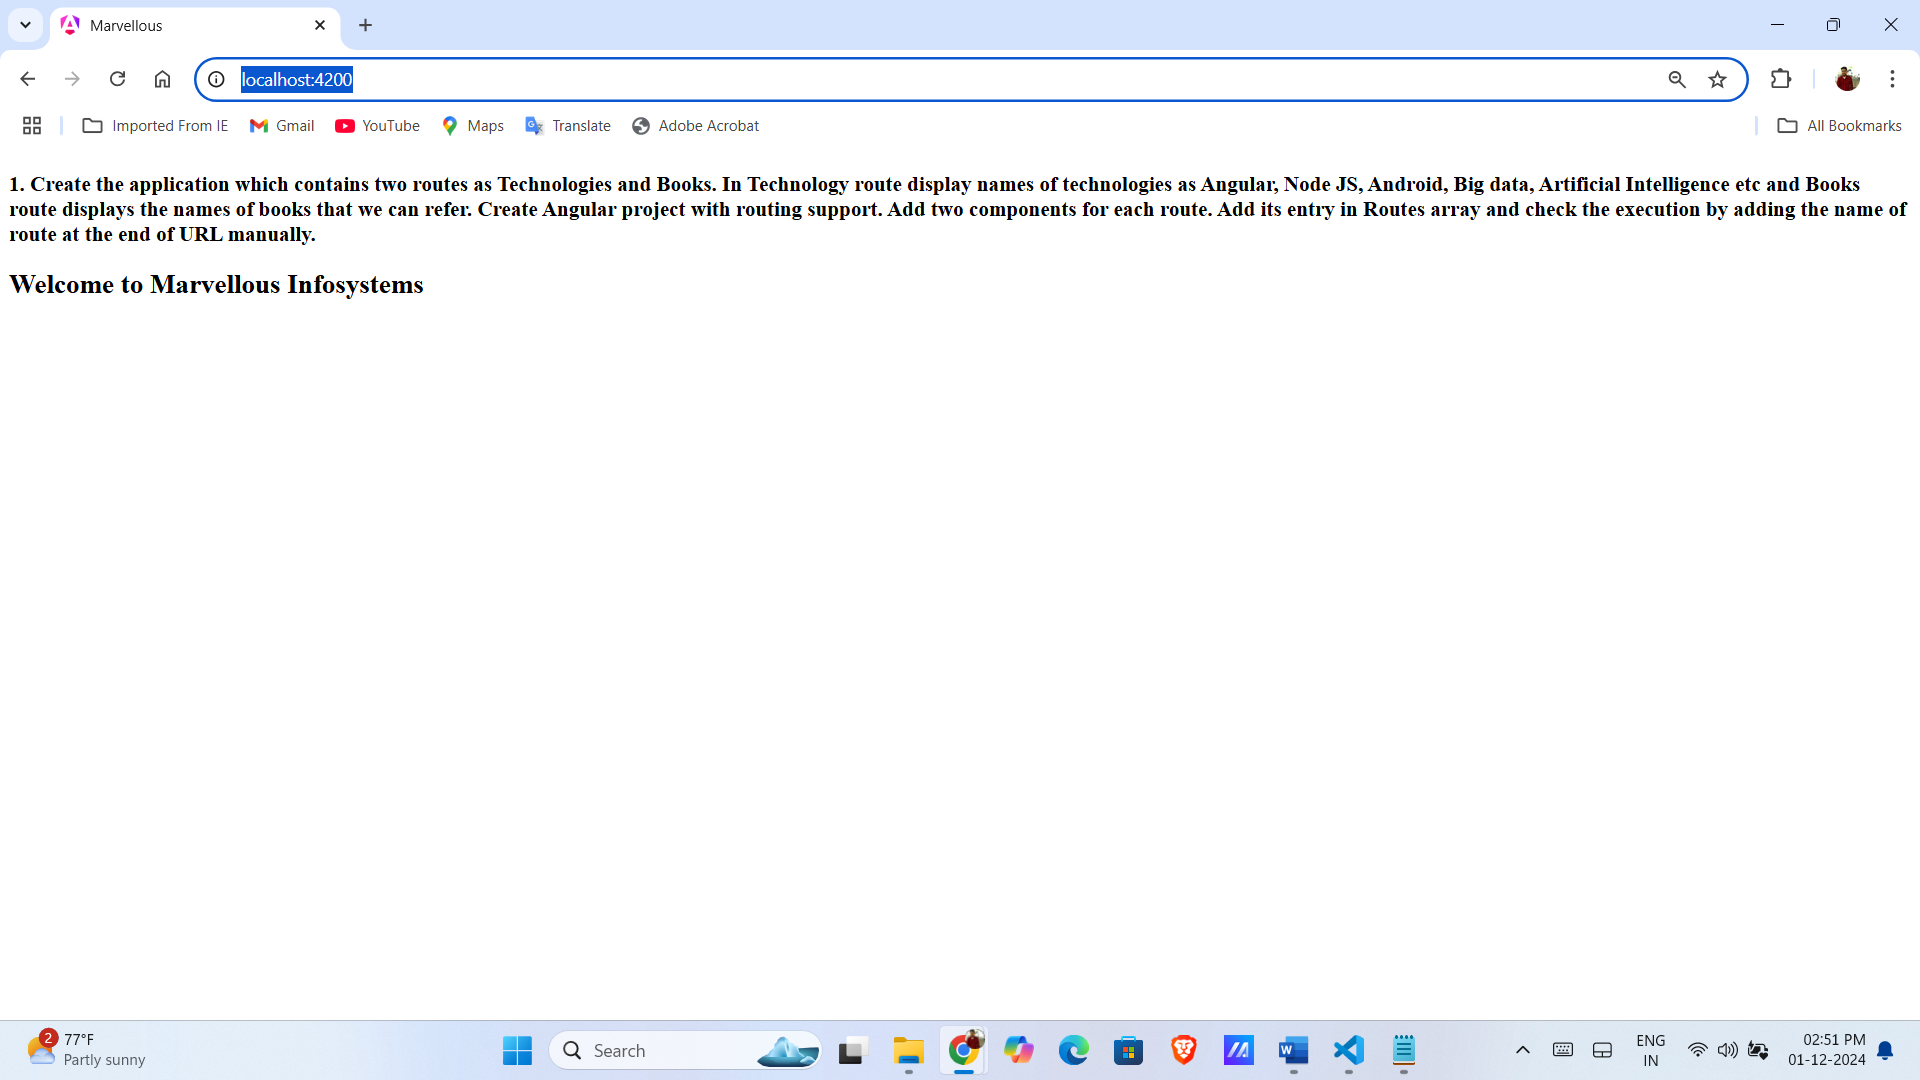 Marvellous
localhost:4200
Imported From IE
Gmail
YouTube
Maps
Translate
Adobe Acrobat
All Bookmarks
1. Create the application which contains two routes as Technologies and Books. In Technology route display names of technologies as Angular, Node JS, Android, Big data, Artificial Intelligence etc and Books
route displays the names of books that we can refer. Create Angular project with routing support. Add two components for each route. Add its entry in Routes array and check the execution by adding the name of
route at the end of URL manually.
Welcome to Marvellous Infosystems
2
77°F
Partly sunny
Search
ENG
IN
02:51 PM
01-12-2024